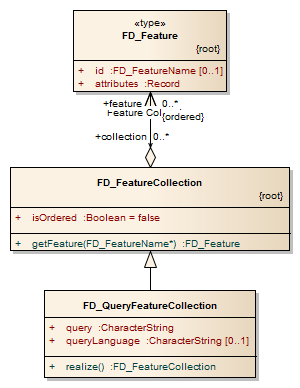 «type»
FD_Feature
{root}
+ id :FD_FeatureName [0..1]
+ attributes :Record
+feature 0..*
Feature Col
{ordered}
+collection 0..*
FD_FeatureCollection
{root}
+ isOrdered :Boolean = false
+ getFeature(FD_FeatureName*) :FD_Feature
FD_QueryFeatureCollection
+ query :CharacterString
+ queryLanguage :CharacterString [0..1]
+ realize() :FD_FeatureCollection